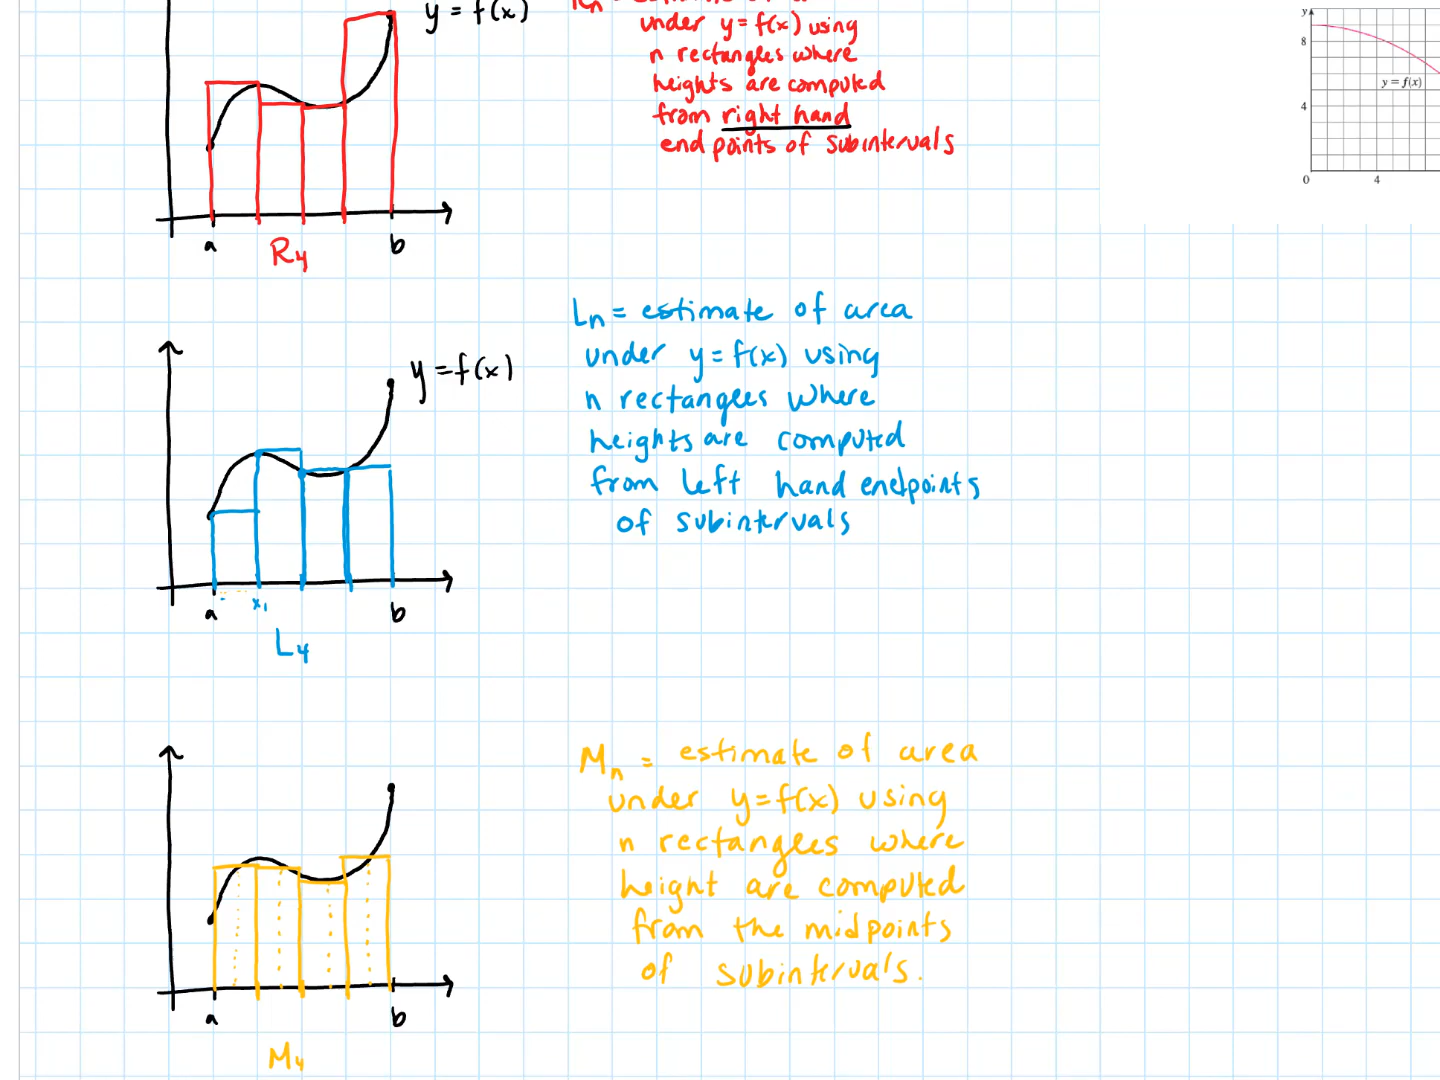 y = f(x)
under y = f(x) using
n rectangles where
heights are computed
from right hand
end points of subintervals
a
b
R4
y
8
4
0
4
y = f(x)
Ln = estimate of area
under y = f(x) using
n rectangles where
heights are computed
from left hand endpoints
of subintervals
y = f(x)
a
x1
b
L4
Mn = estimate of area
under y = f(x) using
n rectangles where
height are computed
from the midpoints
of subintervals.
a
b
M4